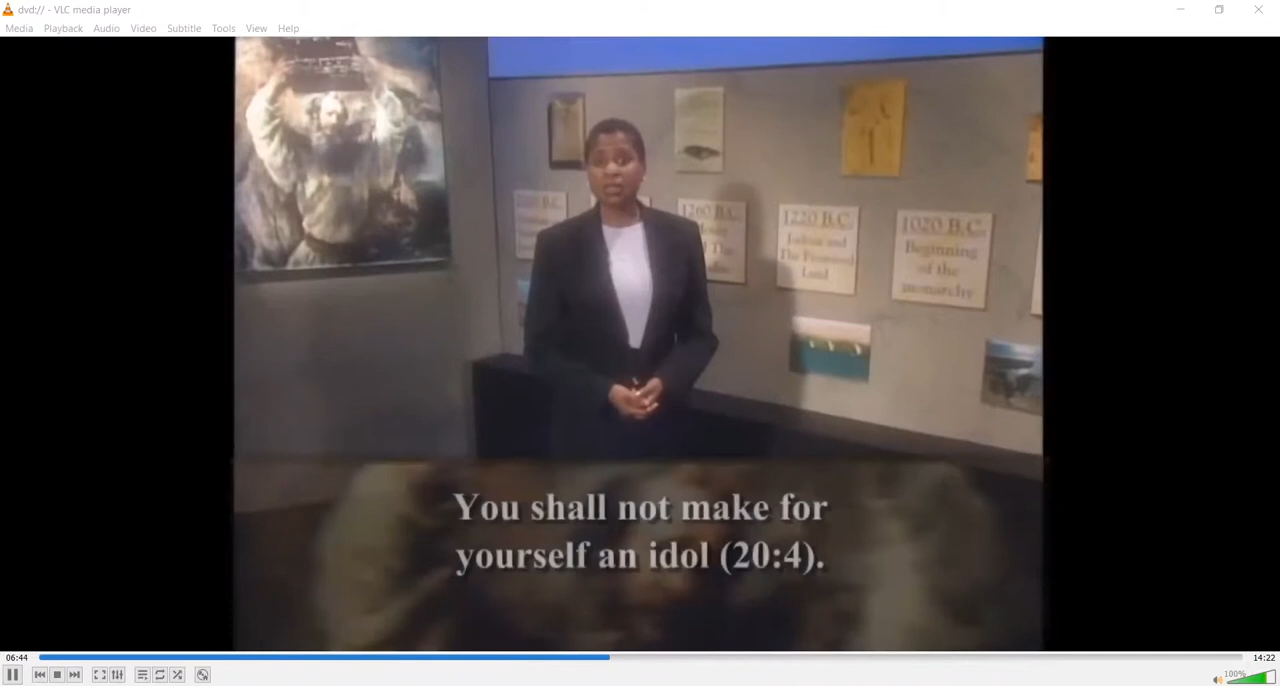 dvd:// - VLC media player
Media Playback Audio Video Subtitle Tools View Help
1260 B.C.
The
1220 B.C.
Joshua and
The Promised
Land
1020 B.C.
Beginning
of the
monarchy
You shall not make for
yourself an idol (20:4).
06:44
14:22
100%